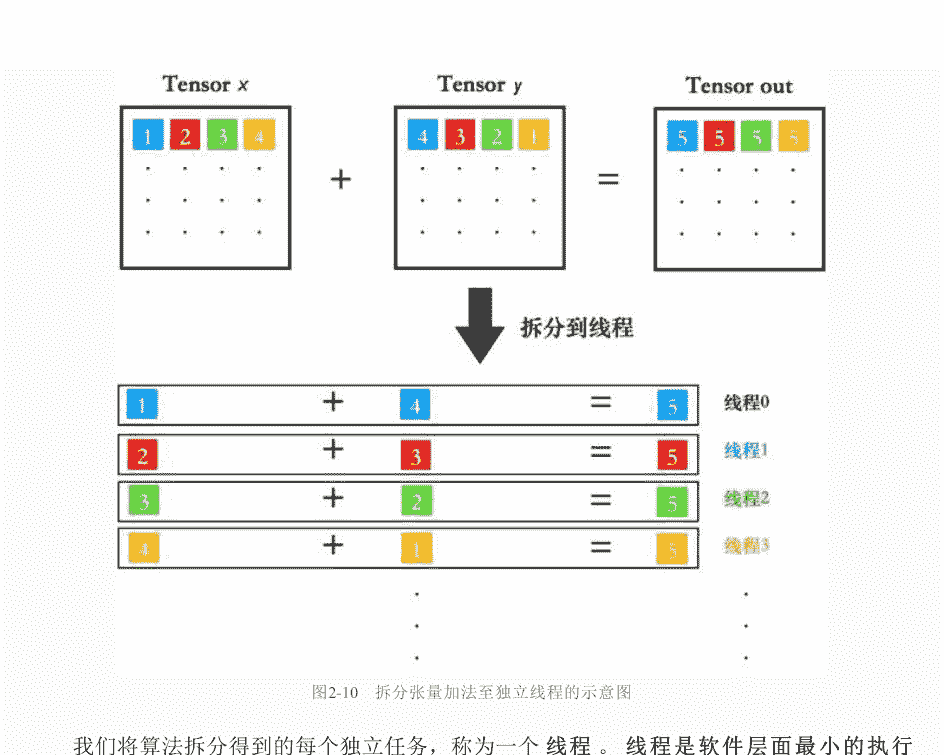 Tensor x Tensor y Tensor out
1 2 3 4 4 3 2 1 5 5 5 5
+ =
拆分到线程
1 + 4 = 5 线程0
2 + 3 = 5 线程1
3 + 2 = 5 线程2
4 + 1 = 5 线程3
图2-10 拆分张量加法至独立线程的示意图
我们将算法拆分得到的每个独立任务，称为一个 线程 。 线程是软件层面最小的执行